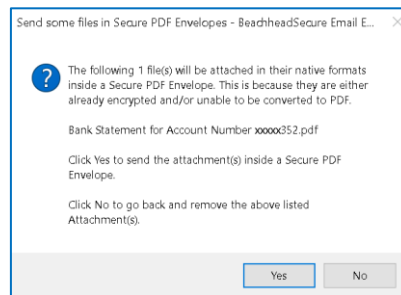 Send some files in Secure PDF Envelopes - BeachheadSecure Email E...
The following 1 file(s) will be attached in their native formats
inside a Secure PDF Envelope. This is because they are either
already encrypted and/or unable to be converted to PDF.
Bank Statement for Account Number xxxxx352.pdf
Click Yes to send the attachment(s) inside a Secure PDF
Envelope.
Click No to go back and remove the above listed
Attachment(s).
Yes
No